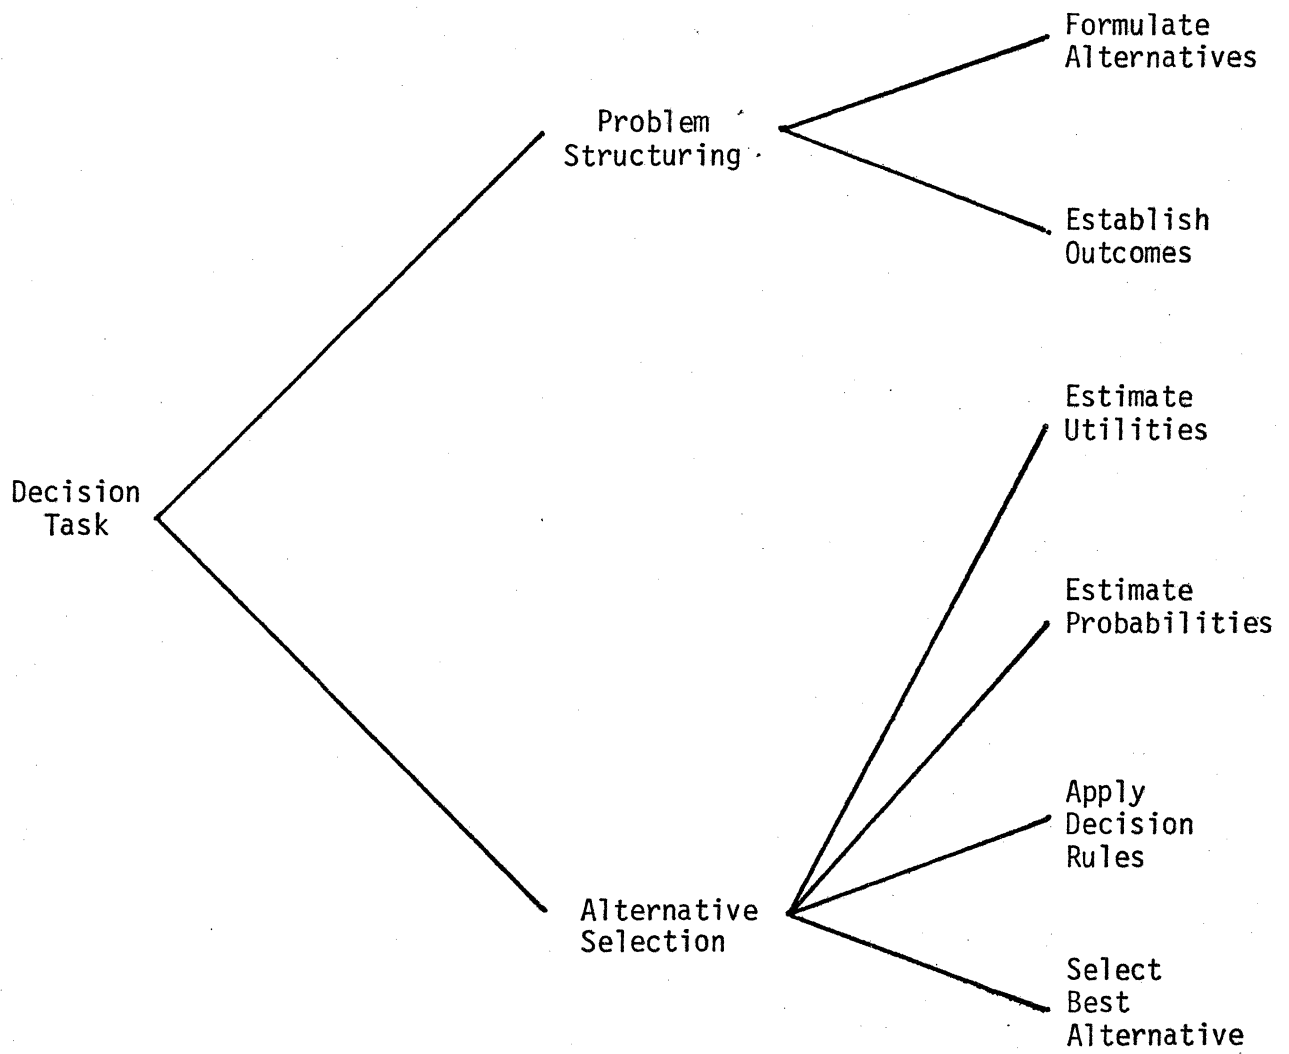 Formulate
Alternatives
Problem
Structuring
Establish
Outcomes
Estimate
Utilities
Decision
Task
Estimate
Probabilities
Apply
Decision
Rules
Alternative
Selection
Select
Best
Alternative